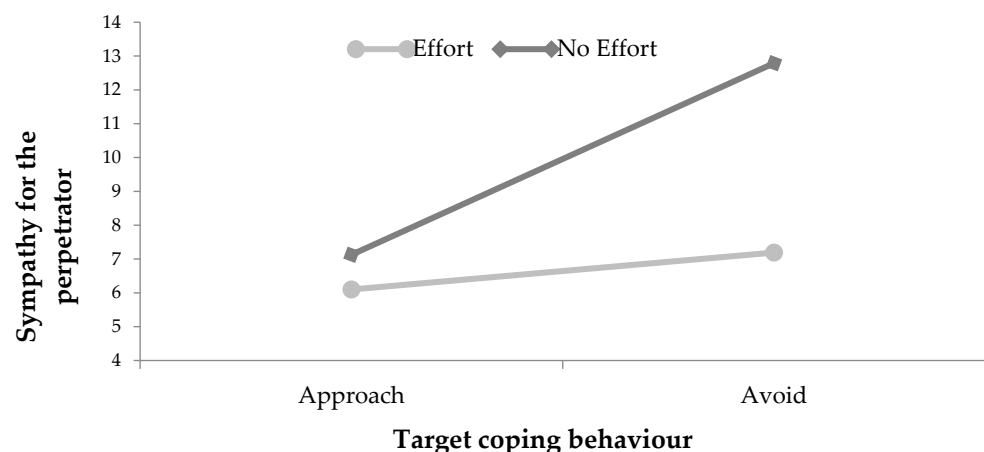 14
13
12
11
10
9
8
7
6
5
4
Effort
No Effort
Sympathy for the
perpetrator
Approach
Avoid
Target coping behaviour